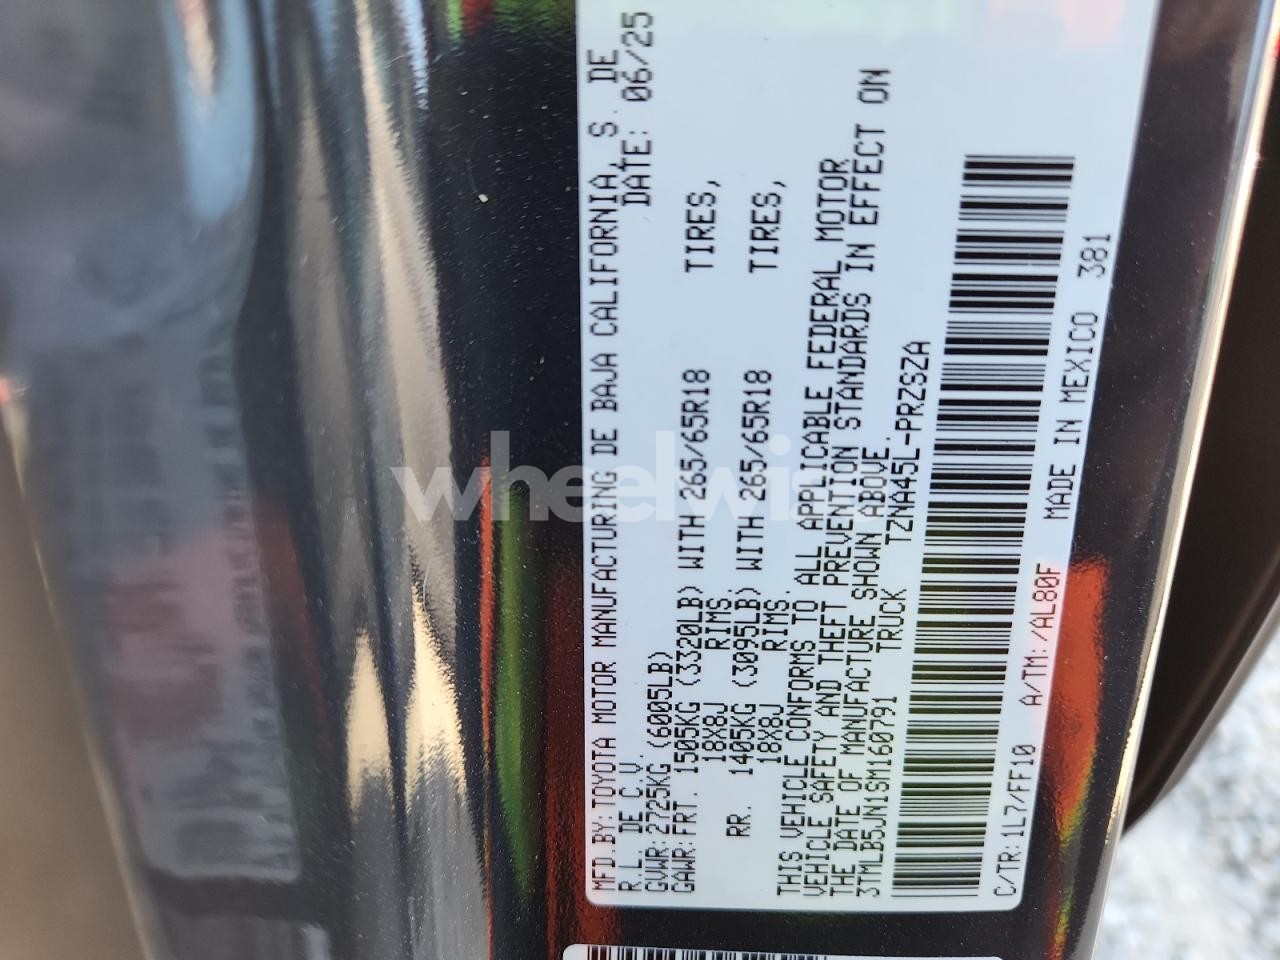 MFD.BY:TOYOTA MOTOR MANUFACTURING DE BAJA CALIFORNIA, S. DE
R.L. DE C.V. DATE: 06/25
GVWR:2725KG (6005LB)
GAWR:FRT. 1505KG (3320LB) WITH 265/65R18 TIRES,
18X8J RIMS.
RR. 1405KG (3095LB) WITH 265/65R18 TIRES,
18X8J RIMS.
THIS VEHICLE CONFORMS TO ALL APPLICABLE FEDERAL MOTOR
VEHICLE SAFETY AND THEFT PREVENTION STANDARDS IN EFFECT ON
THE DATE OF MANUFACTURE SHOWN ABOVE.
3TMLB5JN1SM160791 TRUCK TZNA45L-PRZSZA
C/TR:1L7/FF10 A/TM:/AL80F MADE IN MEXICO 381
wheelwise